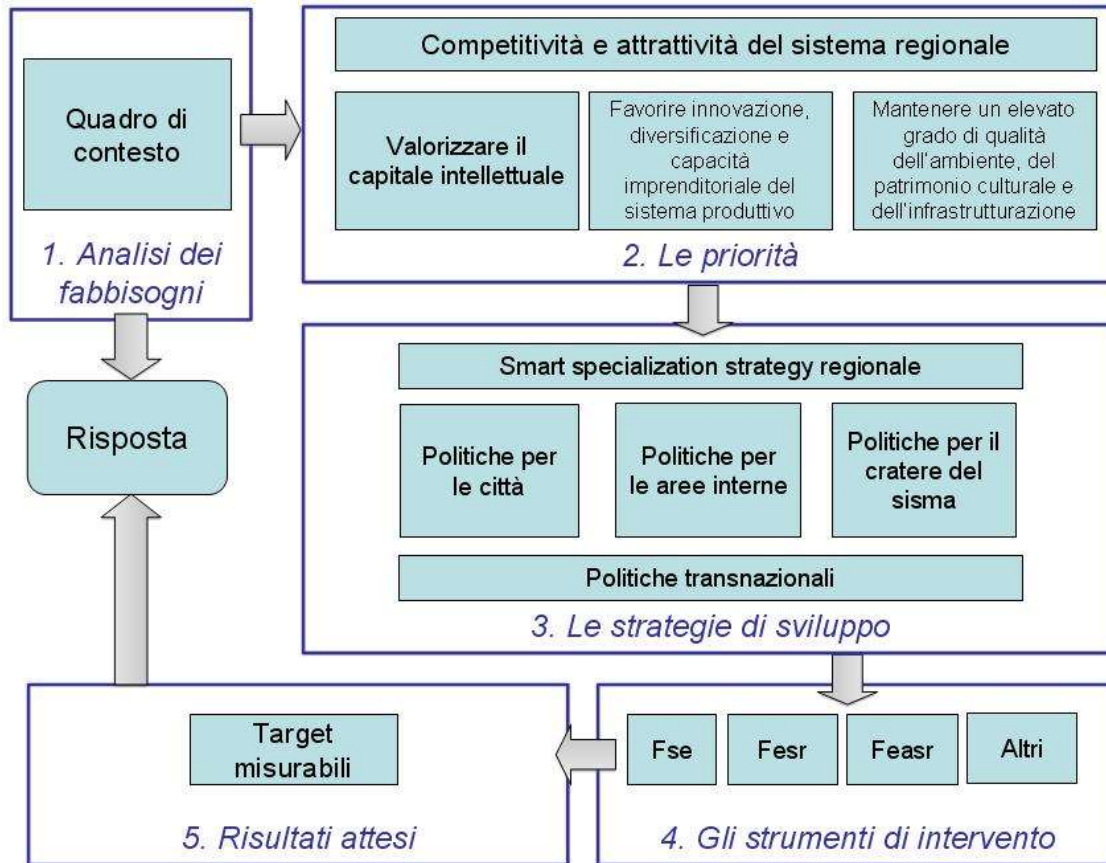 Quadro di
contesto
1. Analisi dei
fabbisogni
Competitività e attrattività del sistema regionale
Valorizzare il
capitale intellettuale
Favorire innovazione,
diversificazione e
capacità
imprenditoriale del
sistema produttivo
Mantenere un elevato
grado di qualità
dell'ambiente, del
patrimonio culturale e
dell'infrastrutturazione
2. Le priorità
Risposta
Smart specialization strategy regionale
Politiche per
le città
Politiche per
le aree interne
Politiche per il
cratere del
sisma
Politiche transnazionali
3. Le strategie di sviluppo
Fse
Fesr
Feasr
Altri
4. Gli strumenti di intervento
Target
misurabili
5. Risultati attesi